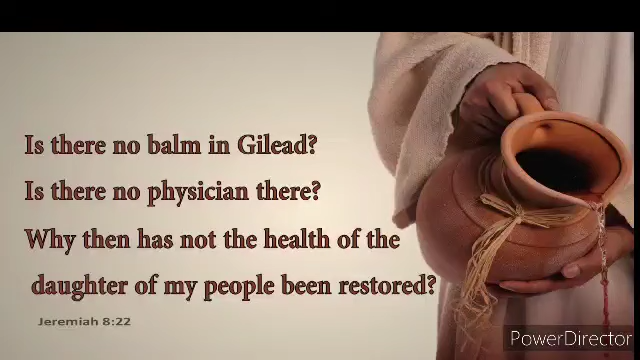 Is there no balm in Gilead?
Is there no physician there?
Why then has not the health of the
daughter of my people been restored?
Jeremiah 8:22
PowerDirector